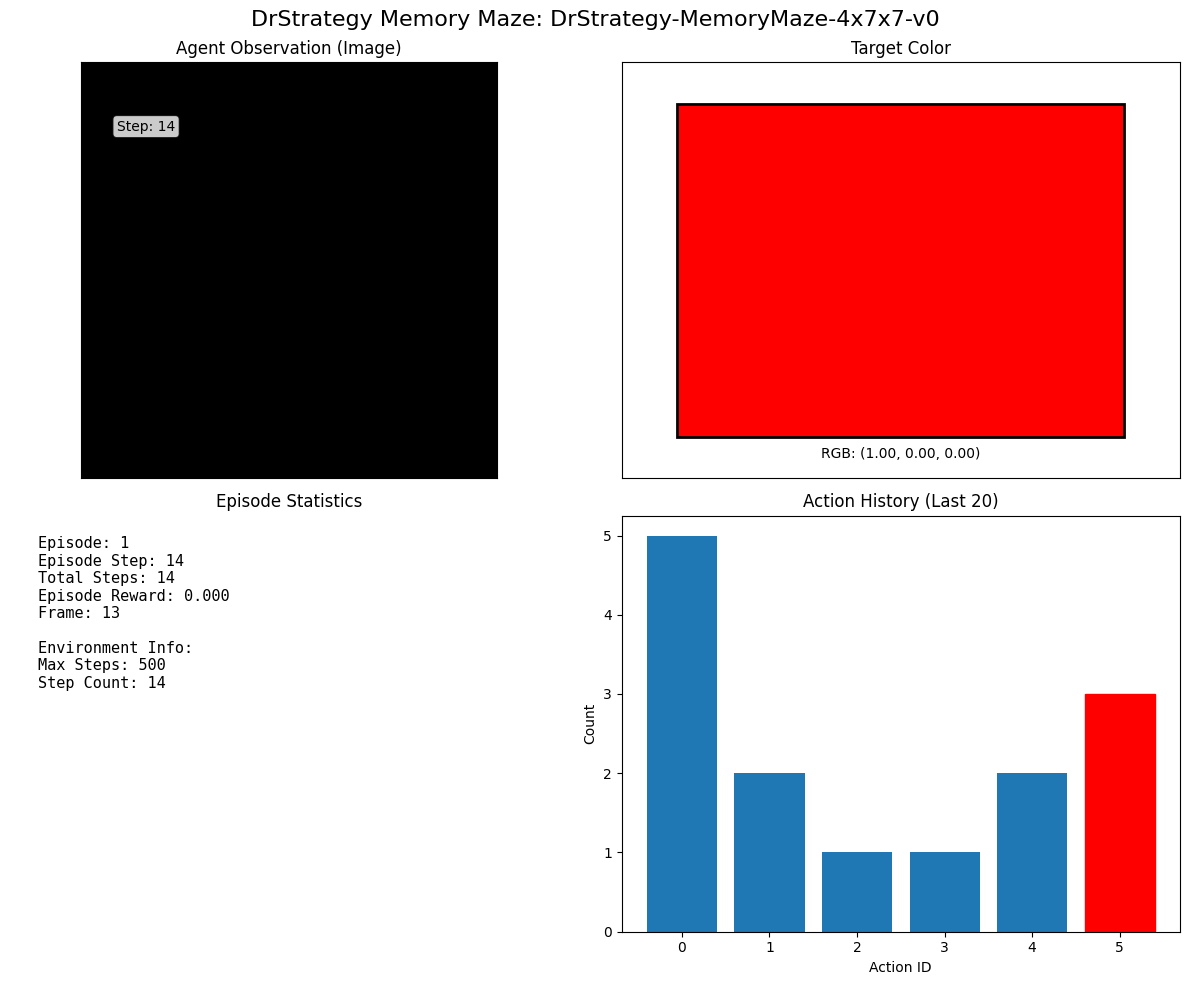 DrStrategy Memory Maze: DrStrategy-MemoryMaze-4x7x7-v0
Agent Observation (Image)
Step: 14
Target Color
RGB: (1.00, 0.00, 0.00)
Episode Statistics
Episode: 1
Episode Step: 14
Total Steps: 14
Episode Reward: 0.000
Frame: 13
Environment Info:
Max Steps: 500
Step Count: 14
Action History (Last 20)
Count
5
4
3
2
1
0
0 1 2 3 4 5
Action ID